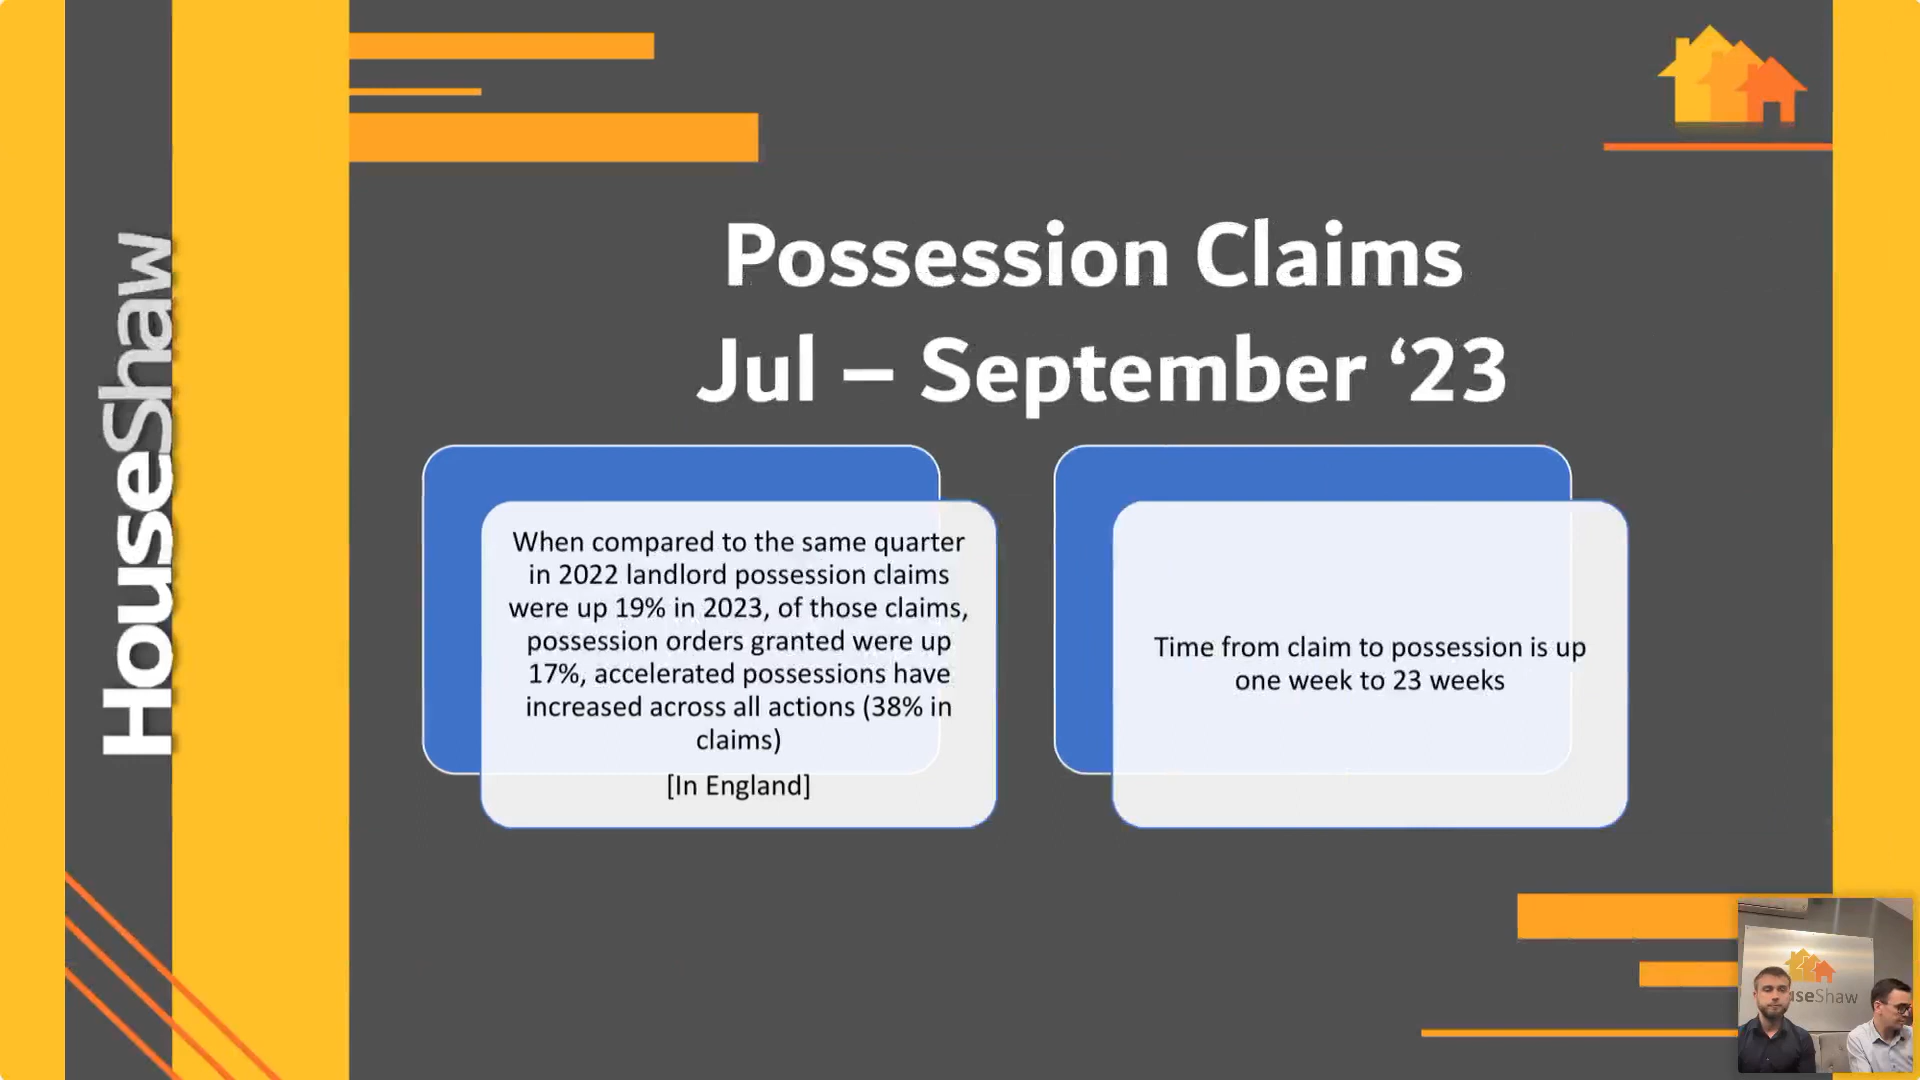 HouseShaw
Possession Claims
Jul – September ‘23
When compared to the same quarter
in 2022 landlord possession claims
were up 19% in 2023, of those claims,
possession orders granted were up
17%, accelerated possessions have
increased across all actions (38% in
claims)
[In England]
Time from claim to possession is up
one week to 23 weeks
useShaw